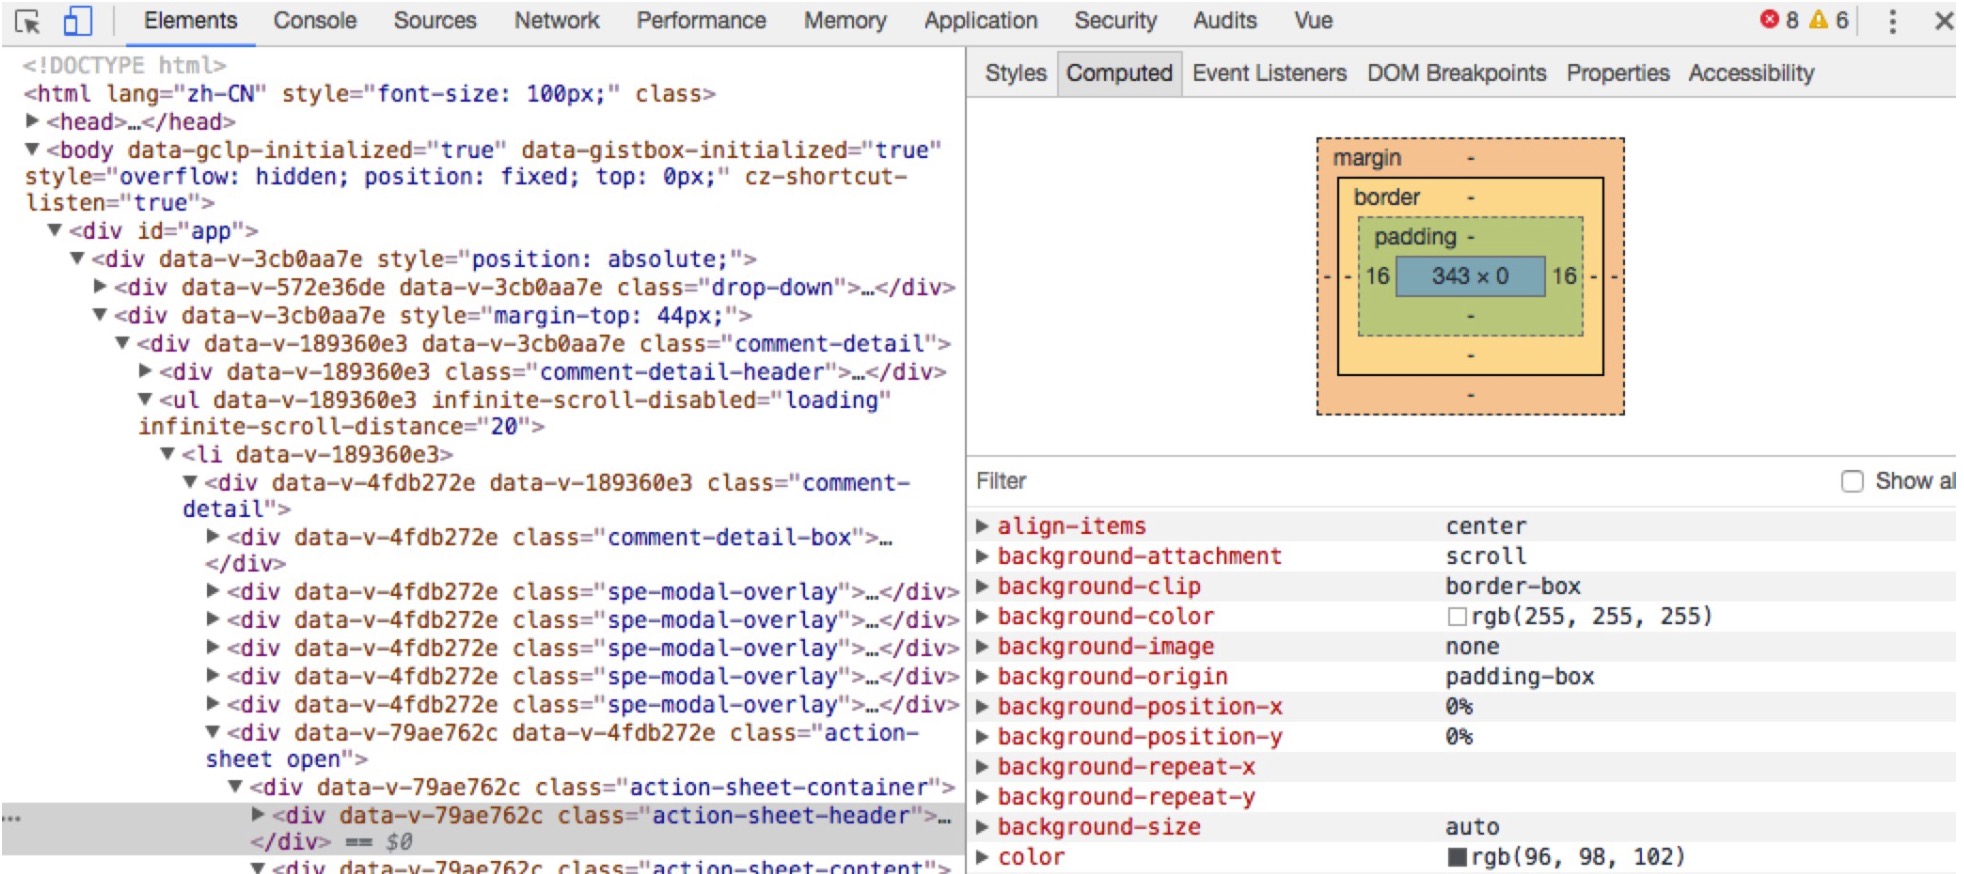 Elements Console Sources Network Performance Memory Application Security Audits Vue 8 6
<!DOCTYPE html>
<html lang="zh-CN" style="font-size: 100px;" class>
<head>…</head>
<body data-gclp-initialized="true" data-gistbox-initialized="true"
style="overflow: hidden; position: fixed; top: 0px;" cz-shortcut-
listen="true">
<div id="app">
<div data-v-3cb0aa7e style="position: absolute;">
<div data-v-572e36de data-v-3cb0aa7e class="drop-down">…</div>
<div data-v-3cb0aa7e style="margin-top: 44px;">
<div data-v-189360e3 data-v-3cb0aa7e class="comment-detail">
<div data-v-189360e3 class="comment-detail-header">…</div>
<ul data-v-189360e3 infinite-scroll-disabled="loading"
infinite-scroll-distance="20">
<li data-v-189360e3>
<div data-v-4fdb272e data-v-189360e3 class="comment-
detail">
<div data-v-4fdb272e class="comment-detail-box">…
</div>
<div data-v-4fdb272e class="spe-modal-overlay">…</div>
<div data-v-4fdb272e class="spe-modal-overlay">…</div>
<div data-v-4fdb272e class="spe-modal-overlay">…</div>
<div data-v-4fdb272e class="spe-modal-overlay">…</div>
<div data-v-4fdb272e class="spe-modal-overlay">…</div>
<div data-v-79ae762c data-v-4fdb272e class="action-
sheet open">
<div data-v-79ae762c class="action-sheet-container">
… <div data-v-79ae762c class="action-sheet-header">…
</div> == $0
<div data-v-79ae762c class="action-sheet-content">
Styles Computed Event Listeners DOM Breakpoints Properties Accessibility
margin -
border -
padding -
- - 16 343 × 0 16 - -
-
-
-
Filter Show al
align-items center
background-attachment scroll
background-clip border-box
background-color rgb(255, 255, 255)
background-image none
background-origin padding-box
background-position-x 0%
background-position-y 0%
background-repeat-x
background-repeat-y
background-size auto
color rgb(96, 98, 102)